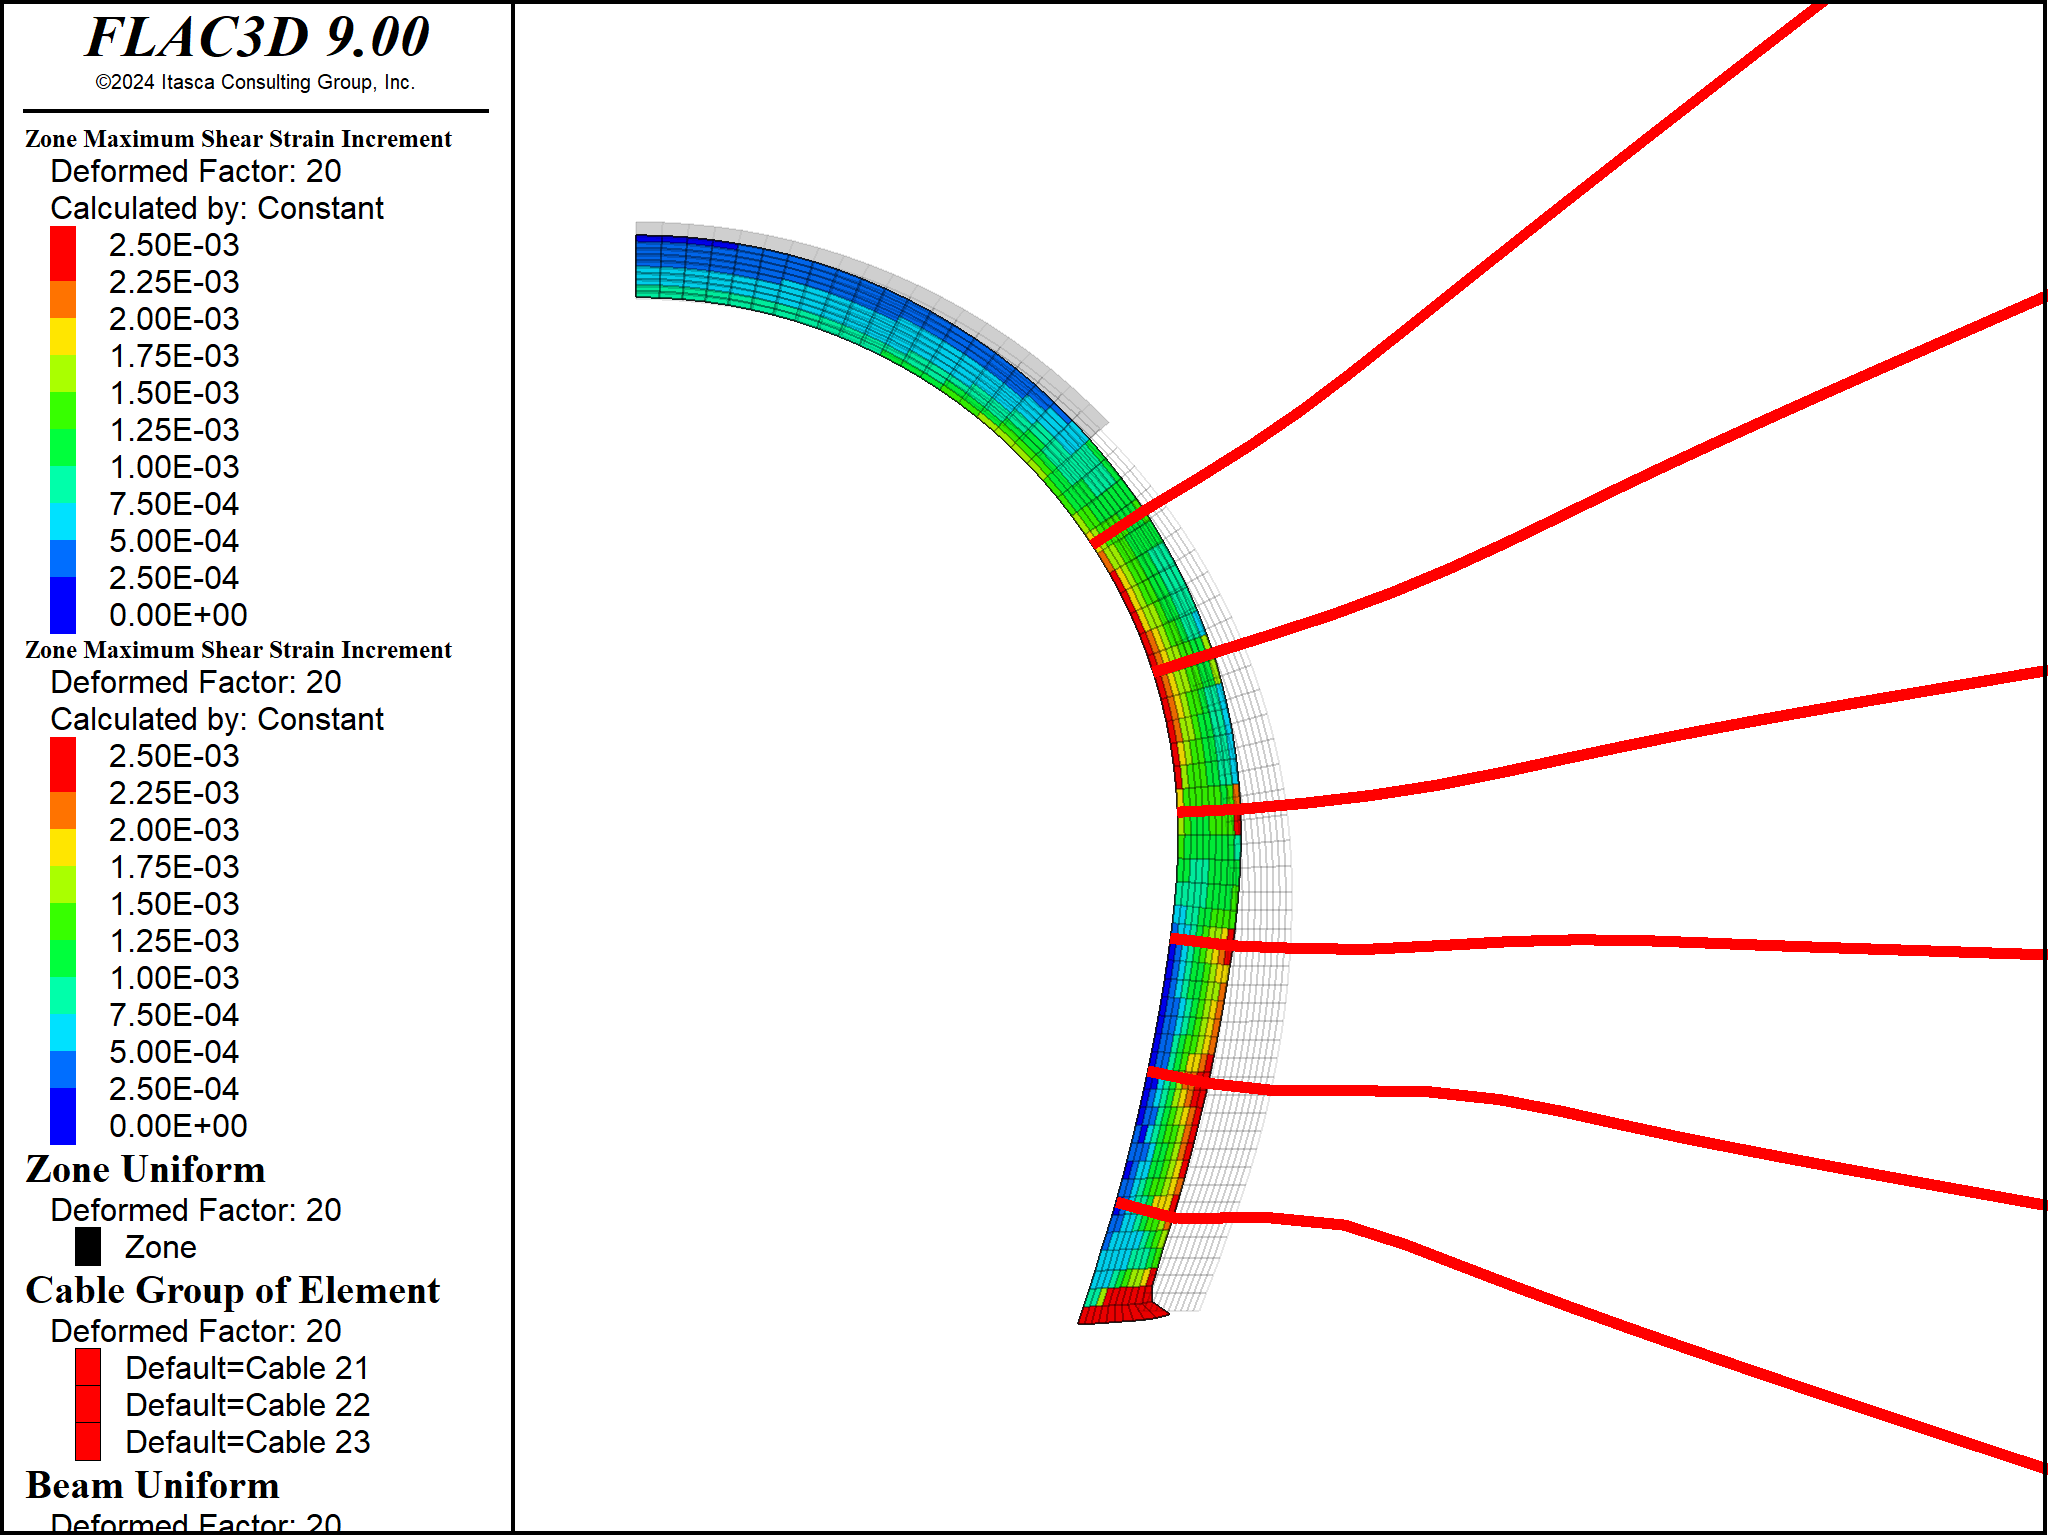 FLAC3D 9.00
©2024 Itasca Consulting Group, Inc.
Zone Maximum Shear Strain Increment
Deformed Factor: 20
Calculated by: Constant
2.50E-03
2.25E-03
2.00E-03
1.75E-03
1.50E-03
1.25E-03
1.00E-03
7.50E-04
5.00E-04
2.50E-04
0.00E+00
Zone Maximum Shear Strain Increment
Deformed Factor: 20
Calculated by: Constant
2.50E-03
2.25E-03
2.00E-03
1.75E-03
1.50E-03
1.25E-03
1.00E-03
7.50E-04
5.00E-04
2.50E-04
0.00E+00
Zone Uniform
Deformed Factor: 20
Zone
Cable Group of Element
Deformed Factor: 20
Default=Cable 21
Default=Cable 22
Default=Cable 23
Beam Uniform
Deformed Factor: 20